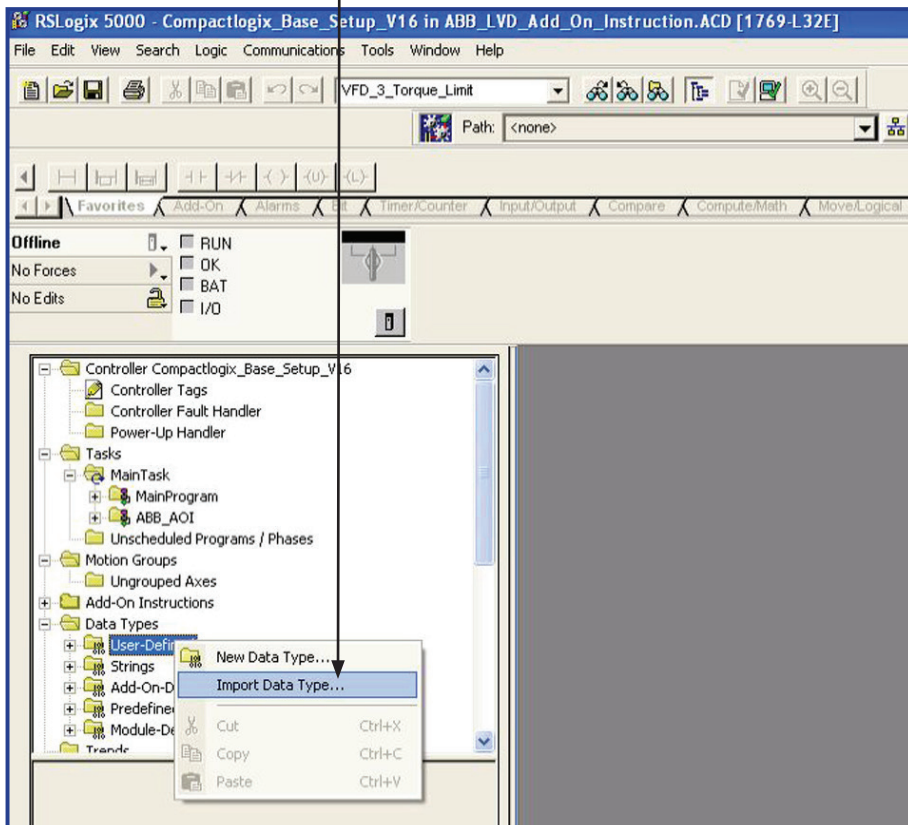 RSLogix 5000 - Compactlogix_Base_Setup_V16 in ABB_LVD_Add_On_Instruction.ACD [1769-L32E]
File Edit View Search Logic Communications Tools Window Help
VFD_3_Torque_Limit
Path: <none>
Favorites Add-On Alarms Bit Timer/Counter Input/Output Compare Compute/Math Move/Logical
Offline
RUN
No Forces
OK
BAT
No Edits
I/O
Controller Compactlogix_Base_Setup_V16
Controller Tags
Controller Fault Handler
Power-Up Handler
Tasks
MainTask
MainProgram
ABB_AOI
Unscheduled Programs / Phases
Motion Groups
Ungrouped Axes
Add-On Instructions
Data Types
User-Defin
New Data Type...
Strings
Import Data Type...
Add-On-D
Predefine
Module-De
Cut Ctrl+X
Trends
Copy Ctrl+C
Paste Ctrl+V